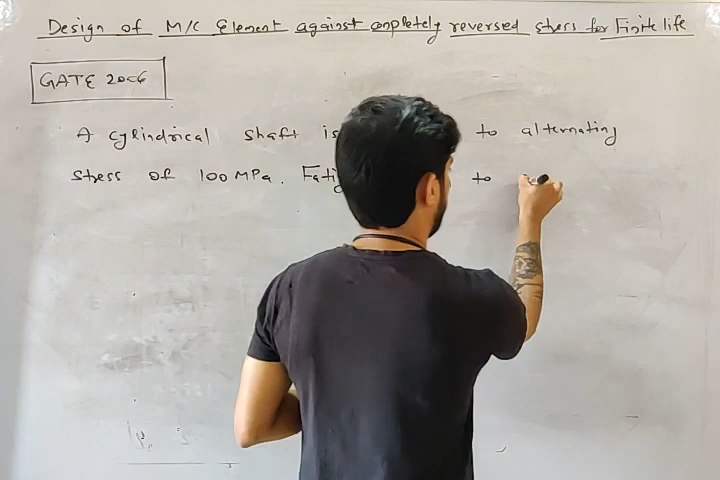 Design of M/C Element against completely reversed stress for Finite life
GATE 2006
A cylindrical shaft is to alternating
stress of 100 MPa. Fatig to